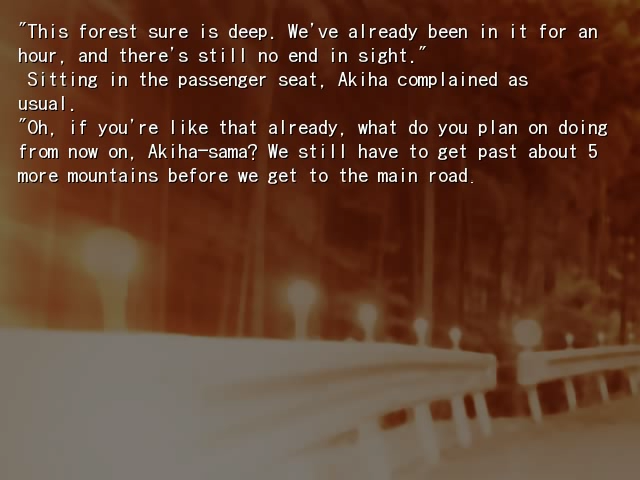 "This forest sure is deep. We've already been in it for an
hour, and there's still no end in sight."
Sitting in the passenger seat, Akiha complained as
usual.
"Oh, if you're like that already, what do you plan on doing
from now on, Akiha-sama? We still have to get past about 5
more mountains before we get to the main road.